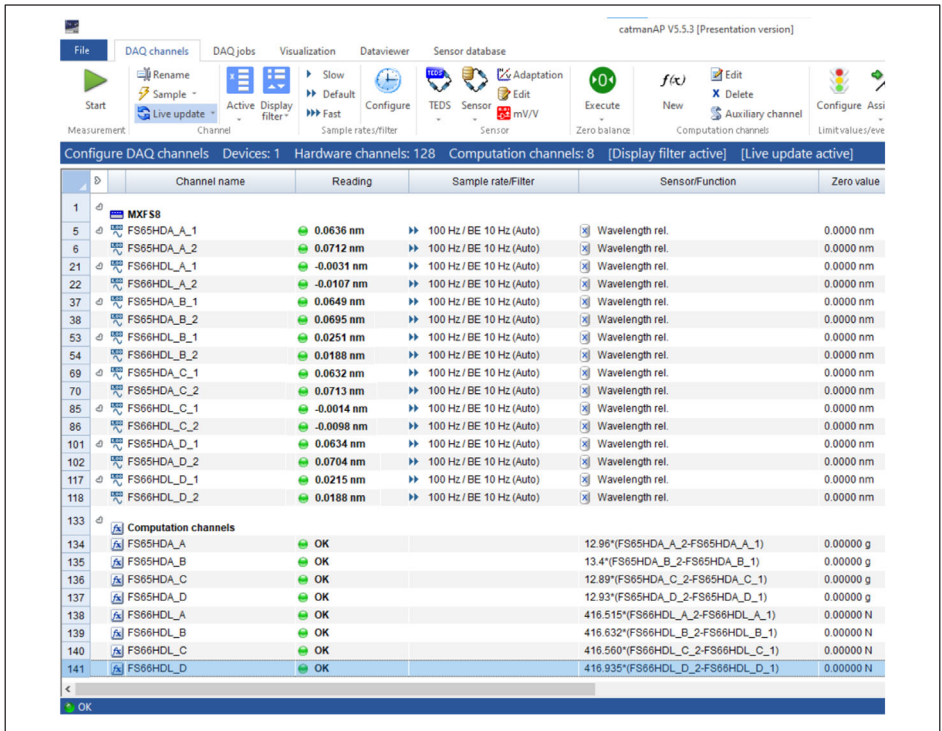 catmanAP V5.5.3 [Presentation version]
File DAQ channels DAQ jobs Visualization Dataviewer Sensor database
Start
Rename
Sample
Live update
Active
Display filter
Slow
Default
Fast
Configure
TEDS
Sensor
Adaptation
Edit
mV/V
Execute
f(x)
New
Edit
X Delete
Auxiliary channel
Configure Assi
Measurement Channel Sample rates/filter Sensor Zero balance Computation channels Limit values/eve
Configure DAQ channels Devices: 1 Hardware channels: 128 Computation channels: 8 [Display filter active] [Live update active]
Channel name Reading Sample rate/Filter Sensor/Function Zero value
1 MXFS8
5 FS65HDA_A_1 0.0636 nm 100 Hz / BE 10 Hz (Auto) Wavelength rel. 0.0000 nm
6 FS65HDA_A_2 0.0712 nm 100 Hz / BE 10 Hz (Auto) Wavelength rel. 0.0000 nm
21 FS66HDL_A_1 -0.0031 nm 100 Hz / BE 10 Hz (Auto) Wavelength rel. 0.0000 nm
22 FS66HDL_A_2 -0.0107 nm 100 Hz / BE 10 Hz (Auto) Wavelength rel. 0.0000 nm
37 FS65HDA_B_1 0.0649 nm 100 Hz / BE 10 Hz (Auto) Wavelength rel. 0.0000 nm
38 FS65HDA_B_2 0.0695 nm 100 Hz / BE 10 Hz (Auto) Wavelength rel. 0.0000 nm
53 FS66HDL_B_1 0.0251 nm 100 Hz / BE 10 Hz (Auto) Wavelength rel. 0.0000 nm
54 FS66HDL_B_2 0.0188 nm 100 Hz / BE 10 Hz (Auto) Wavelength rel. 0.0000 nm
69 FS65HDA_C_1 0.0632 nm 100 Hz / BE 10 Hz (Auto) Wavelength rel. 0.0000 nm
70 FS65HDA_C_2 0.0713 nm 100 Hz / BE 10 Hz (Auto) Wavelength rel. 0.0000 nm
85 FS66HDL_C_1 -0.0014 nm 100 Hz / BE 10 Hz (Auto) Wavelength rel. 0.0000 nm
86 FS66HDL_C_2 -0.0098 nm 100 Hz / BE 10 Hz (Auto) Wavelength rel. 0.0000 nm
101 FS65HDA_D_1 0.0634 nm 100 Hz / BE 10 Hz (Auto) Wavelength rel. 0.0000 nm
102 FS65HDA_D_2 0.0704 nm 100 Hz / BE 10 Hz (Auto) Wavelength rel. 0.0000 nm
117 FS66HDL_D_1 0.0215 nm 100 Hz / BE 10 Hz (Auto) Wavelength rel. 0.0000 nm
118 FS66HDL_D_2 0.0188 nm 100 Hz / BE 10 Hz (Auto) Wavelength rel. 0.0000 nm
133 fx Computation channels
134 fx FS65HDA_A OK 12.96*(FS65HDA_A_2-FS65HDA_A_1) 0.00000 g
135 fx FS65HDA_B OK 13.4*(FS65HDA_B_2-FS65HDA_B_1) 0.00000 g
136 fx FS65HDA_C OK 12.89*(FS65HDA_C_2-FS65HDA_C_1) 0.00000 g
137 fx FS65HDA_D OK 12.93*(FS65HDA_D_2-FS65HDA_D_1) 0.00000 g
138 fx FS66HDL_A OK 416.515*(FS66HDL_A_2-FS66HDL_A_1) 0.00000 N
139 fx FS66HDL_B OK 416.632*(FS66HDL_B_2-FS66HDL_B_1) 0.00000 N
140 fx FS66HDL_C OK 416.560*(FS66HDL_C_2-FS66HDL_C_1) 0.00000 N
141 fx FS66HDL_D OK 416.935*(FS66HDL_D_2-FS66HDL_D_1) 0.00000 N
OK